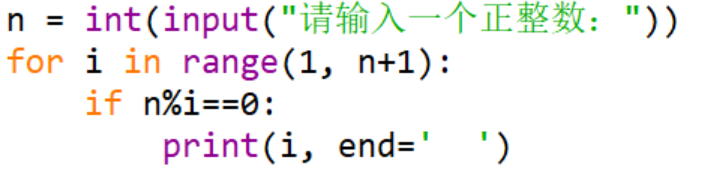 n = int(input("请输入一个正整数："))
for i in range(1, n+1):
    if n%i==0:
        print(i, end='  ')